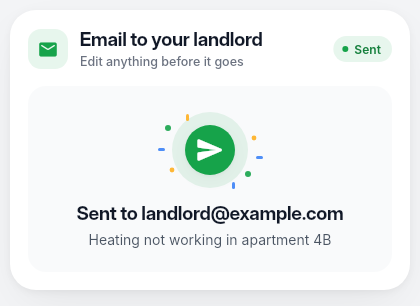 Email to your landlord
Edit anything before it goes
Sent
Sent to landlord@example.com
Heating not working in apartment 4B